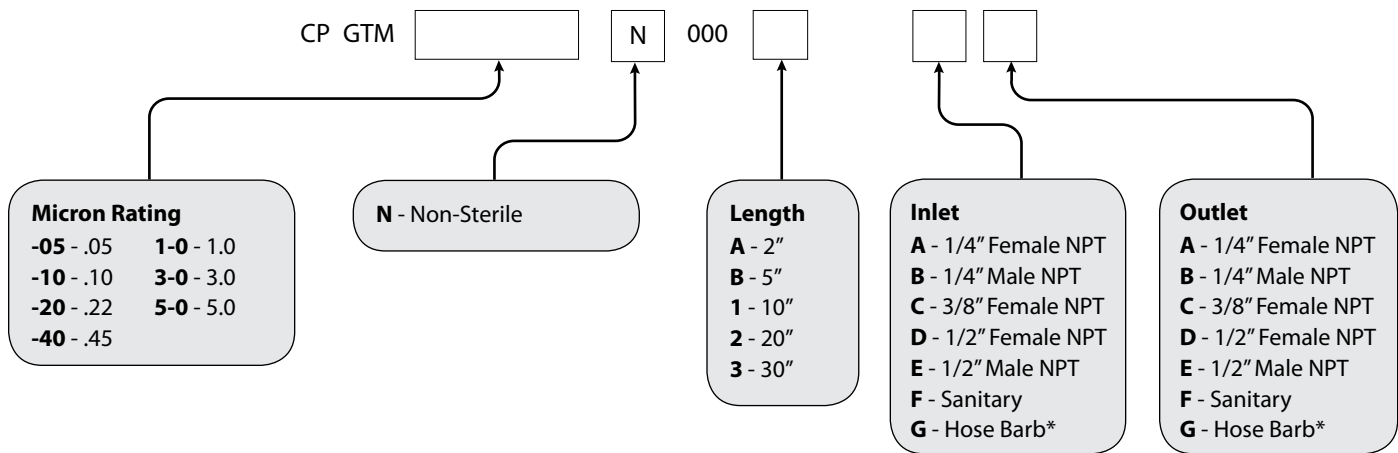 CP GTM N 000
Micron Rating
-05 - .05 1-0 - 1.0
-10 - .10 3-0 - 3.0
-20 - .22 5-0 - 5.0
-40 - .45
N - Non-Sterile
Length
A - 2″
B - 5″
1 - 10″
2 - 20″
3 - 30″
Inlet
A - 1/4″ Female NPT
B - 1/4″ Male NPT
C - 3/8″ Female NPT
D - 1/2″ Female NPT
E - 1/2″ Male NPT
F - Sanitary
G - Hose Barb*
Outlet
A - 1/4″ Female NPT
B - 1/4″ Male NPT
C - 3/8″ Female NPT
D - 1/2″ Female NPT
E - 1/2″ Male NPT
F - Sanitary
G - Hose Barb*